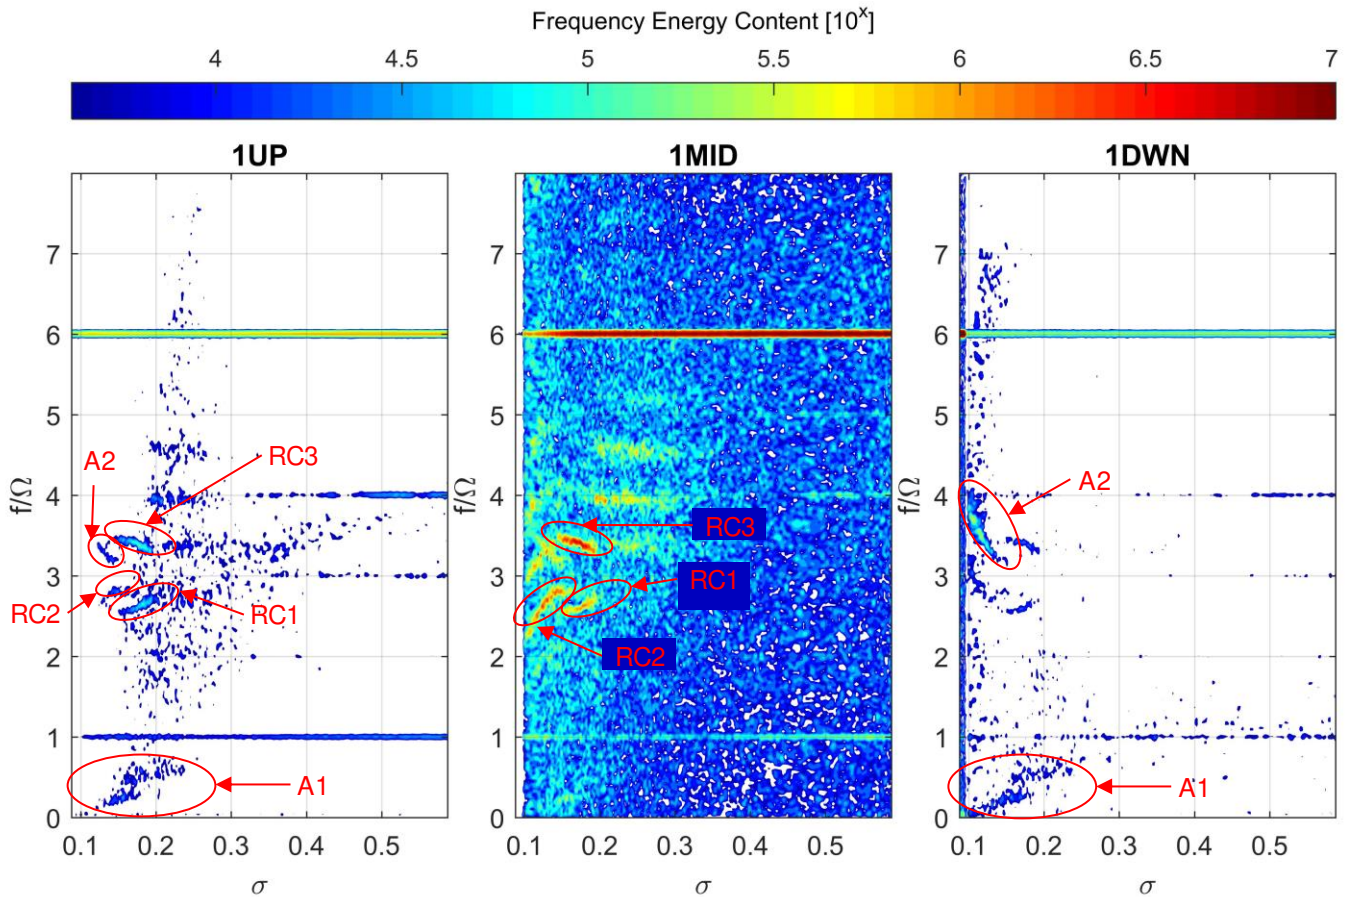 Frequency Energy Content [10^x]
4 4.5 5 5.5 6 6.5 7
1UP 1MID 1DWN
7 7 7
6 6 6
5 5 5
A2 RC3
A2
4 4 4
f/Ω f/Ω f/Ω
RC3
3 3 3
RC1
RC2 RC1
RC2
2 2 2
1 1 1
A1 A1
0 0 0
0.1 0.2 0.3 0.4 0.5 0.1 0.2 0.3 0.4 0.5 0.1 0.2 0.3 0.4 0.5
σ σ σ